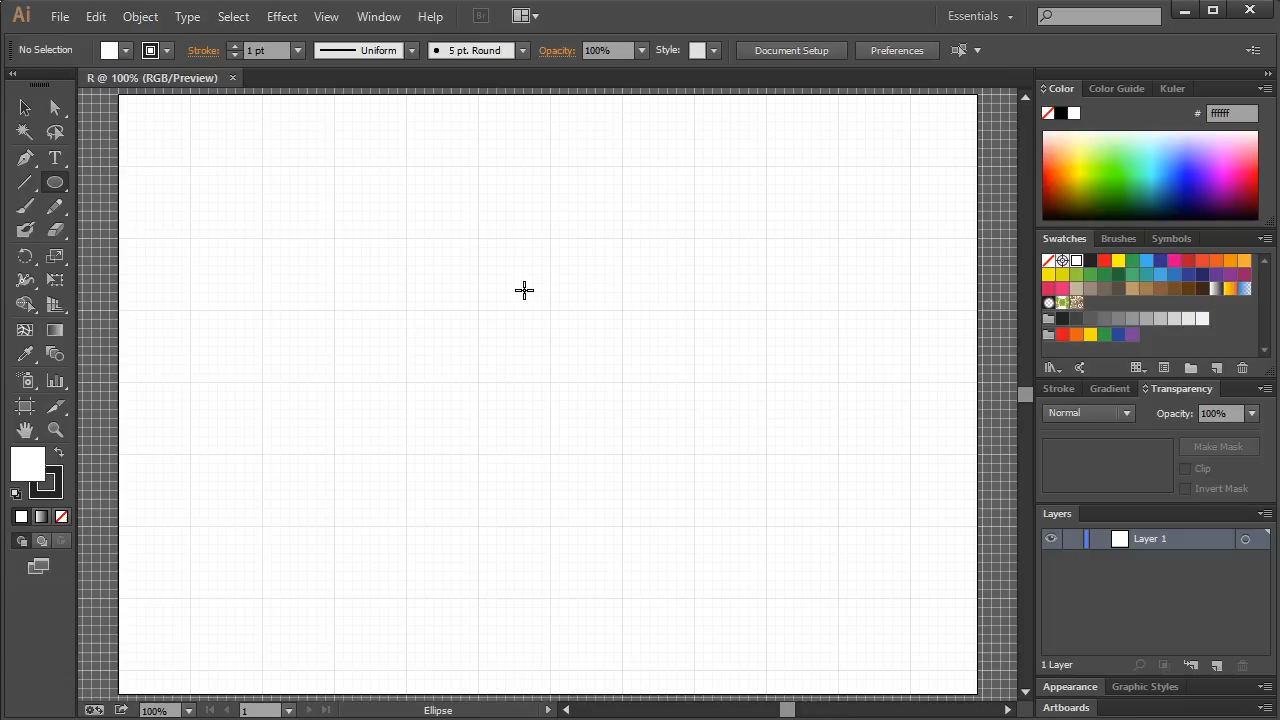 Ai File Edit Object Type Select Effect View Window Help Br Essentials
No Selection Stroke: 1 pt Uniform 5 pt. Round Opacity: 100% Style: Document Setup Preferences
R @ 100% (RGB/Preview)
Color Color Guide Kuler
# ffffff
Swatches Brushes Symbols
Stroke Gradient Transparency
Normal Opacity: 100%
Make Mask
Clip
Invert Mask
Layers
Layer 1
1 Layer
Appearance Graphic Styles
Artboards
100% 1 Ellipse